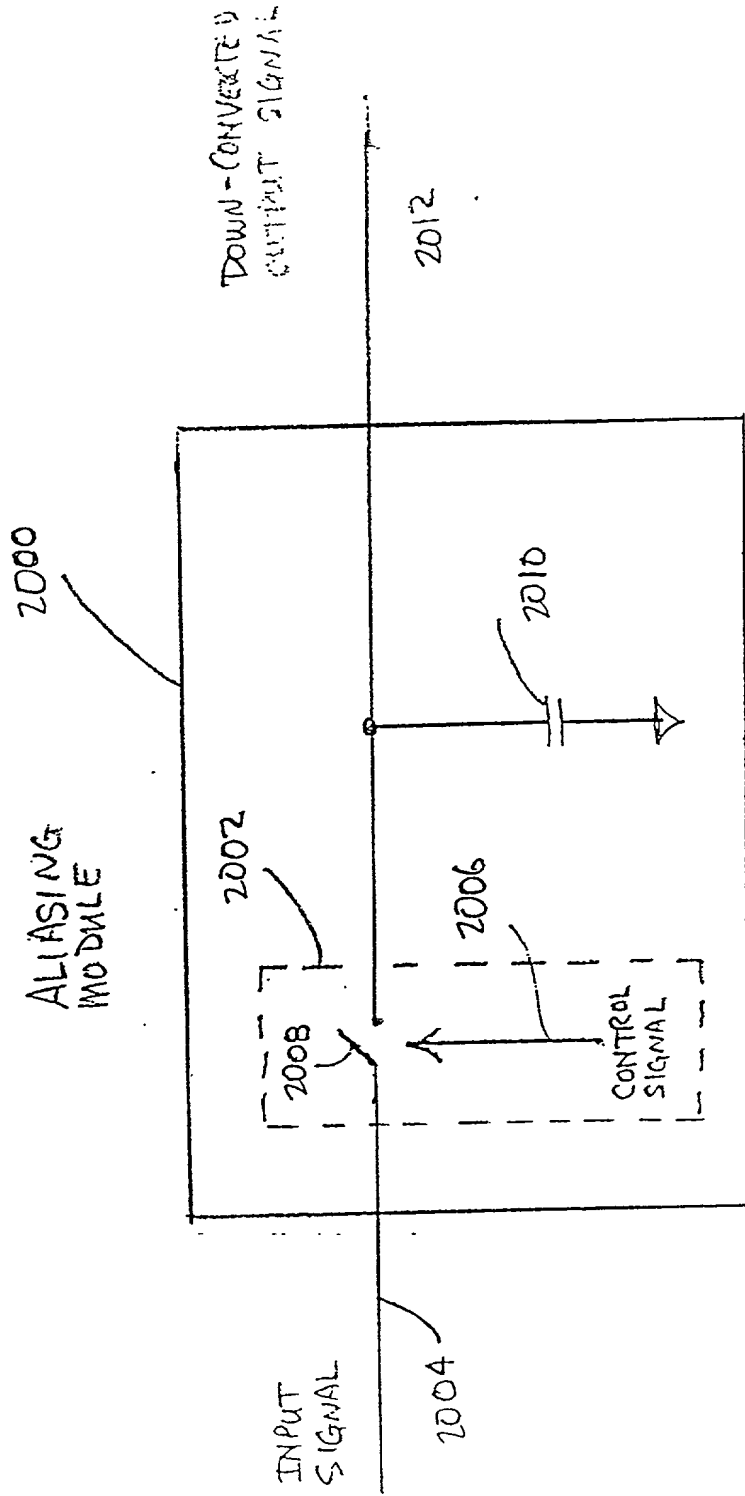 ALIASING
MODULE
2000
INPUT
SIGNAL
2004
2002
2008
2006
CONTROL
SIGNAL
2010
DOWN-CONVERTED
OUTPUT SIGNAL
2012